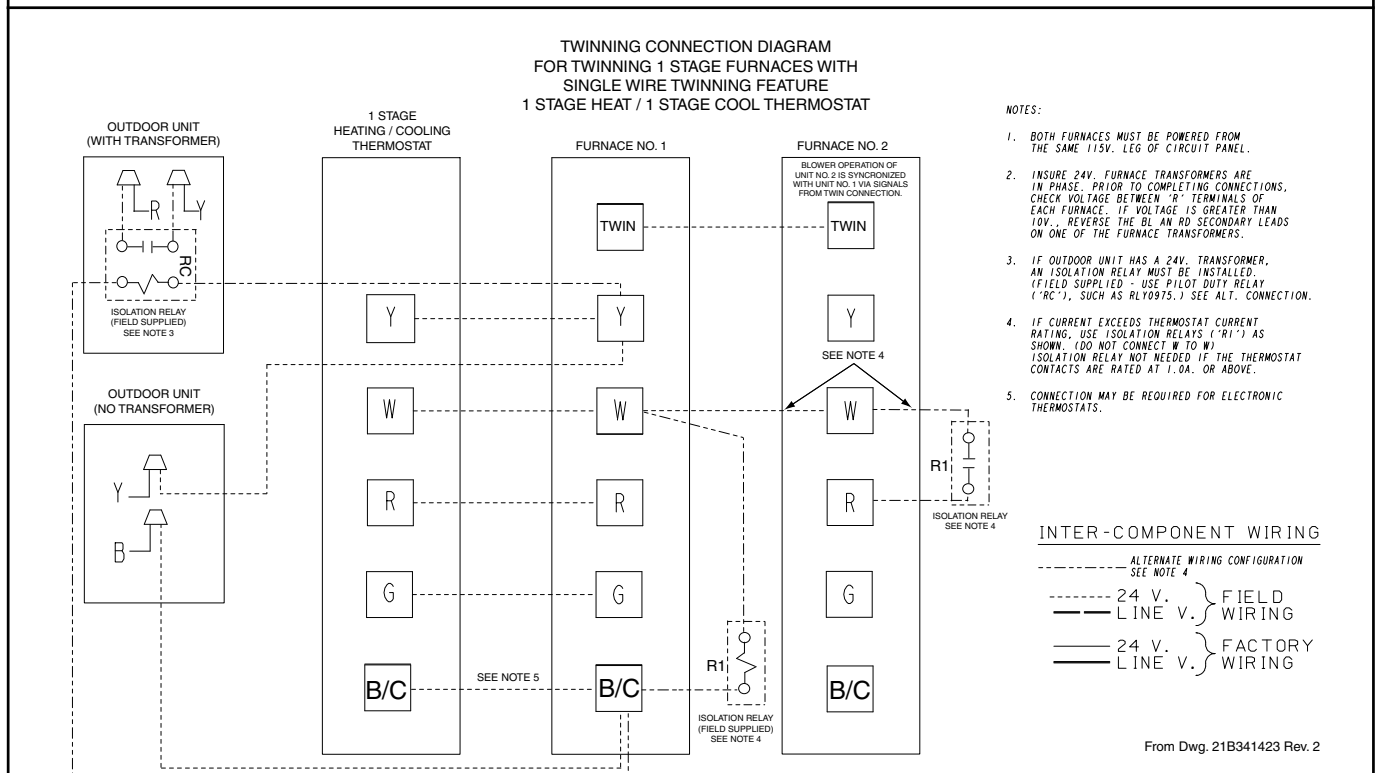 TWINNING CONNECTION DIAGRAM
FOR TWINNING 1 STAGE FURNACES WITH
SINGLE WIRE TWINNING FEATURE
1 STAGE HEAT / 1 STAGE COOL THERMOSTAT
OUTDOOR UNIT
(WITH TRANSFORMER)
R
Y
RC
ISOLATION RELAY
(FIELD SUPPLIED)
SEE NOTE 3
OUTDOOR UNIT
(NO TRANSFORMER)
Y
B
1 STAGE
HEATING / COOLING
THERMOSTAT
Y
W
R
G
B/C
SEE NOTE 5
FURNACE NO. 1
TWIN
Y
W
R
G
B/C
R1
ISOLATION RELAY
(FIELD SUPPLIED)
SEE NOTE 4
FURNACE NO. 2
BLOWER OPERATION OF
UNIT NO. 2 IS SYNCRONIZED
WITH UNIT NO. 1 VIA SIGNALS
FROM TWIN CONNECTION.
TWIN
Y
SEE NOTE 4
W
R
G
B/C
R1
ISOLATION RELAY
SEE NOTE 4
NOTES:
1. BOTH FURNACES MUST BE POWERED FROM
THE SAME 115V. LEG OF CIRCUIT PANEL.
2. INSURE 24V. FURNACE TRANSFORMERS ARE
IN PHASE. PRIOR TO COMPLETING CONNECTIONS,
CHECK VOLTAGE BETWEEN 'R' TERMINALS OF
EACH FURNACE. IF VOLTAGE IS GREATER THAN
10V., REVERSE THE BL AN RD SECONDARY LEADS
ON ONE OF THE FURNACE TRANSFORMERS.
3. IF OUTDOOR UNIT HAS A 24V. TRANSFORMER,
AN ISOLATION RELAY MUST BE INSTALLED.
(FIELD SUPPLIED - USE PILOT DUTY RELAY
('RC'), SUCH AS RLY0975.) SEE ALT. CONNECTION.
4. IF CURRENT EXCEEDS THERMOSTAT CURRENT
RATING, USE ISOLATION RELAYS ('R1') AS
SHOWN. (DO NOT CONNECT W TO W)
ISOLATION RELAY NOT NEEDED IF THE THERMOSTAT
CONTACTS ARE RATED AT 1.0A. OR ABOVE.
5. CONNECTION MAY BE REQUIRED FOR ELECTRONIC
THERMOSTATS.
INTER-COMPONENT WIRING
ALTERNATE WIRING CONFIGURATION
SEE NOTE 4
24 V. FIELD
LINE V. WIRING
24 V. FACTORY
LINE V. WIRING
From Dwg. 21B341423 Rev. 2